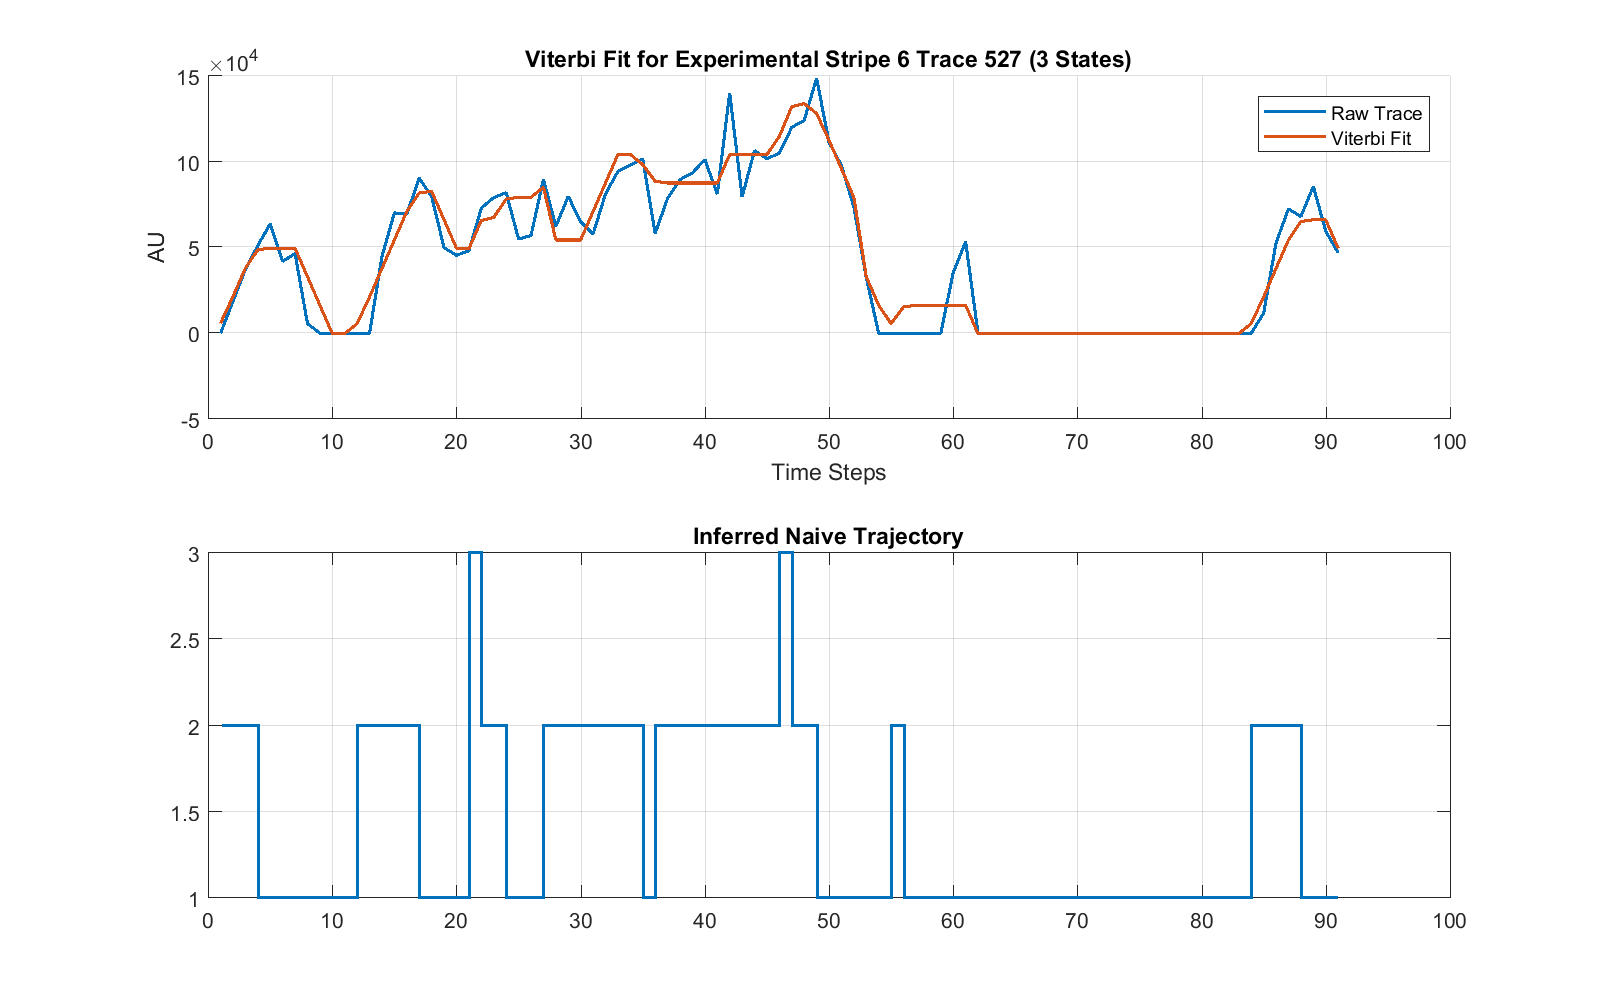 Viterbi Fit for Experimental Stripe 6 Trace 527 (3 States)
×10⁴
15
10
5
0
-5
AU
Raw Trace
Viterbi Fit
0 10 20 30 40 50 60 70 80 90 100
Time Steps
Inferred Naive Trajectory
3
2.5
2
1.5
1
0 10 20 30 40 50 60 70 80 90 100